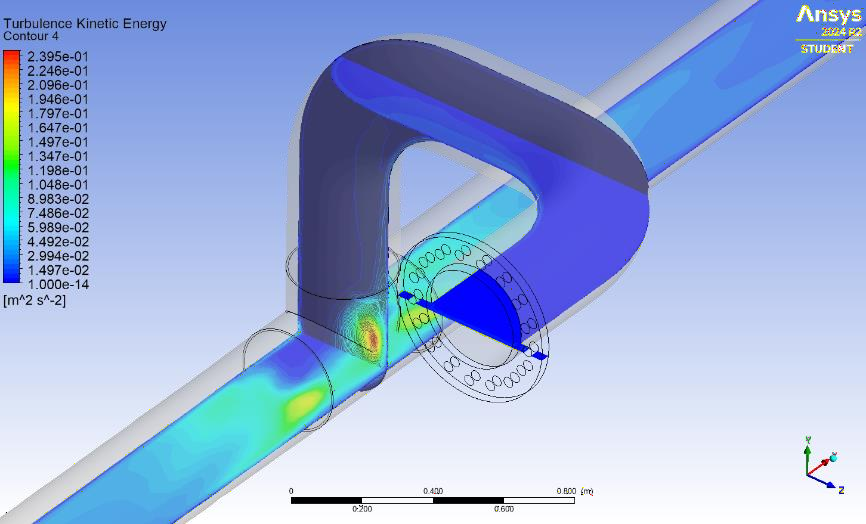 Turbulence Kinetic Energy
Contour 4
2.395e-01
2.246e-01
2.096e-01
1.946e-01
1.797e-01
1.647e-01
1.497e-01
1.347e-01
1.198e-01
1.048e-01
8.983e-02
7.486e-02
5.989e-02
4.492e-02
2.994e-02
1.497e-02
1.000e-14
[m^2 s^-2]
Ansys
2024 R2
STUDENT
Y
Z
0 0.400 0.800 (m)
0.200 0.600